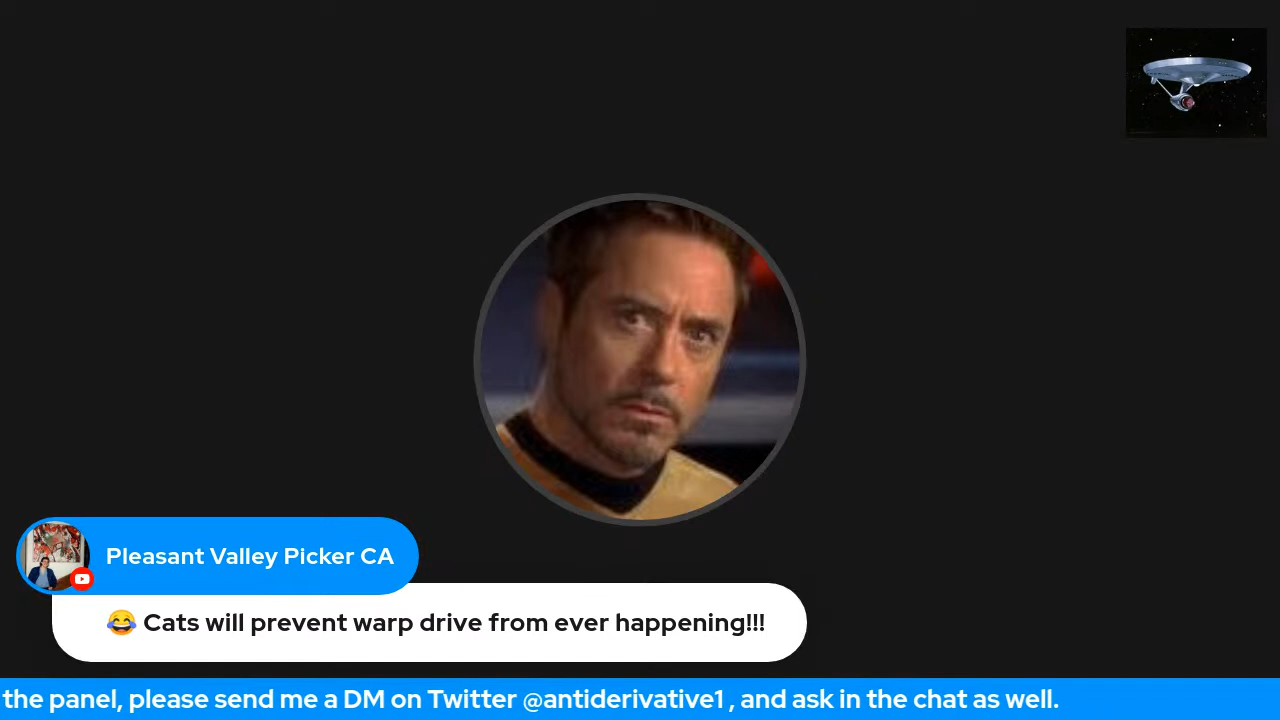 Pleasant Valley Picker CA
😂 Cats will prevent warp drive from ever happening!!!
the panel, please send me a DM on Twitter @antiderivative1 , and ask in the chat as well.